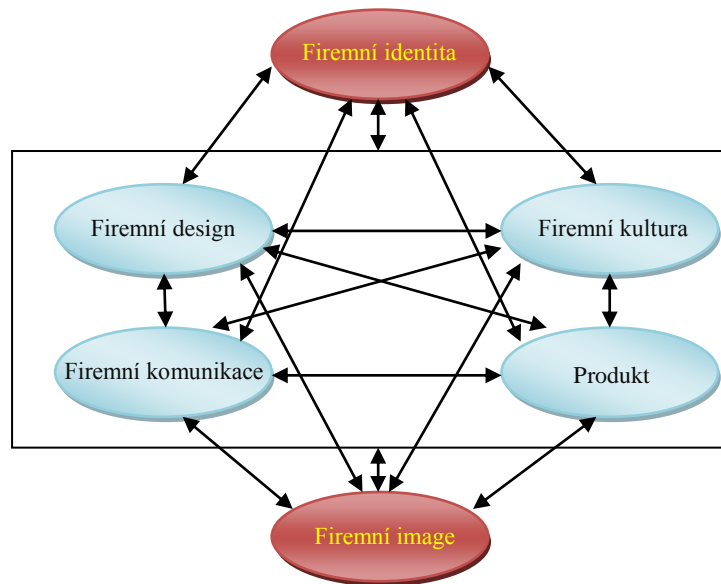 Firemní identita
Firemní design
Firemní kultura
Firemní komunikace
Produkt
Firemní image